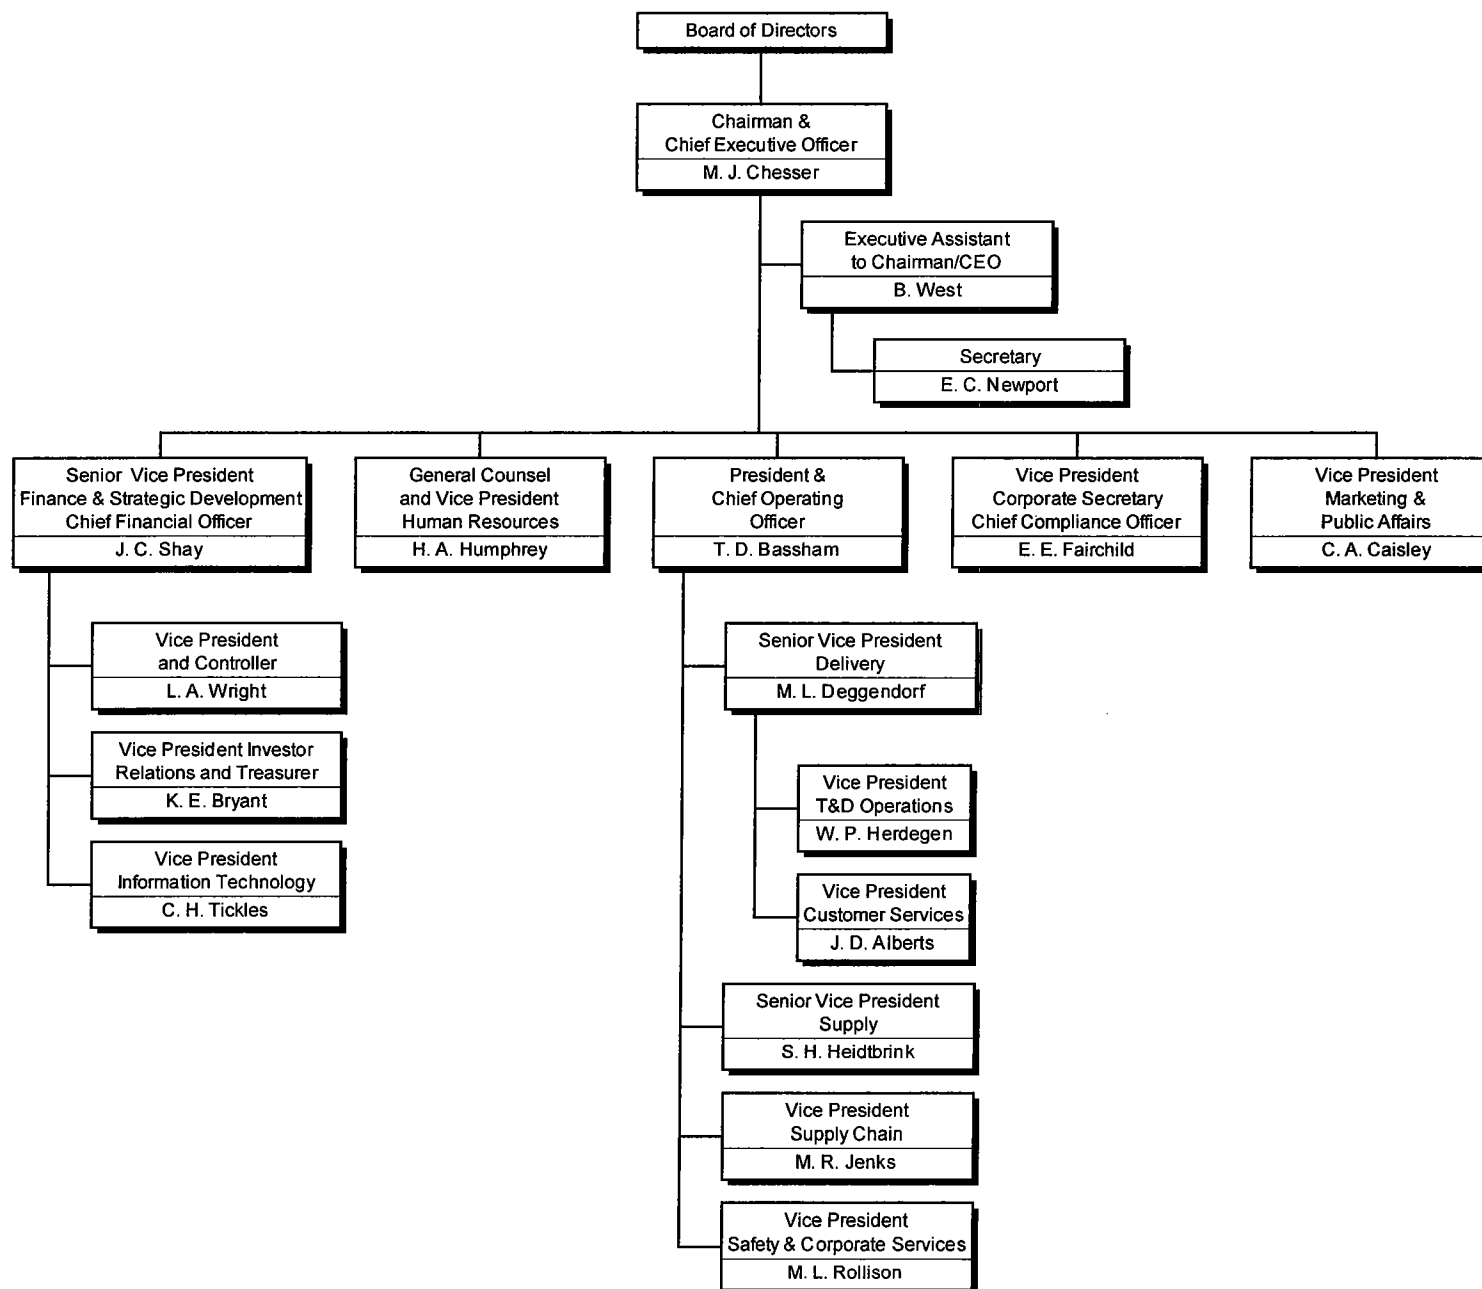 Board of Directors
Chairman &
Chief Executive Officer
M. J. Chesser
Executive Assistant
to Chairman/CEO
B. West
Secretary
E. C. Newport
Senior Vice President
Finance & Strategic Development
Chief Financial Officer
J. C. Shay
General Counsel
and Vice President
Human Resources
H. A. Humphrey
President &
Chief Operating
Officer
T. D. Bassham
Vice President
Corporate Secretary
Chief Compliance Officer
E. E. Fairchild
Vice President
Marketing &
Public Affairs
C. A. Caisley
Vice President
and Controller
L. A. Wright
Vice President Investor
Relations and Treasurer
K. E. Bryant
Vice President
Information Technology
C. H. Tickles
Senior Vice President
Delivery
M. L. Deggendorf
Vice President
T&D Operations
W. P. Herdegen
Vice President
Customer Services
J. D. Alberts
Senior Vice President
Supply
S. H. Heidtbrink
Vice President
Supply Chain
M. R. Jenks
Vice President
Safety & Corporate Services
M. L. Rollison